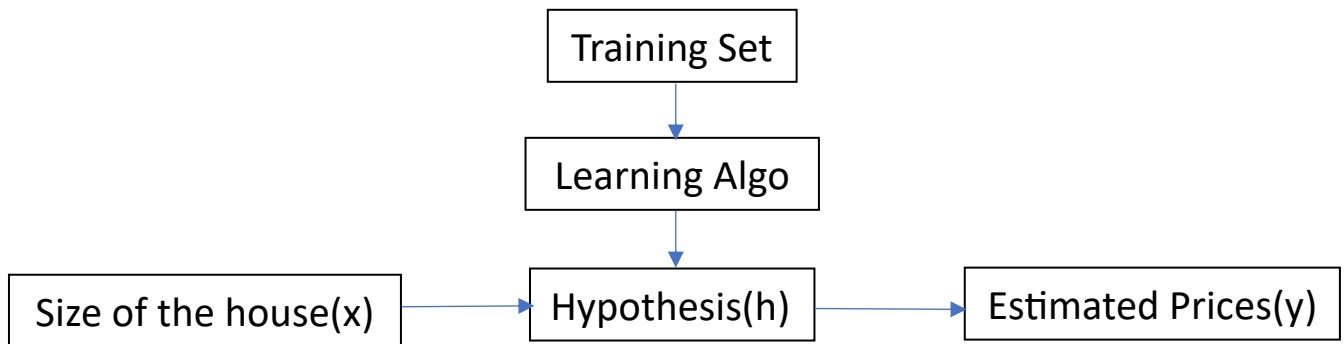 Training Set
Learning Algo
Size of the house(x)
Hypothesis(h)
Estimated Prices(y)